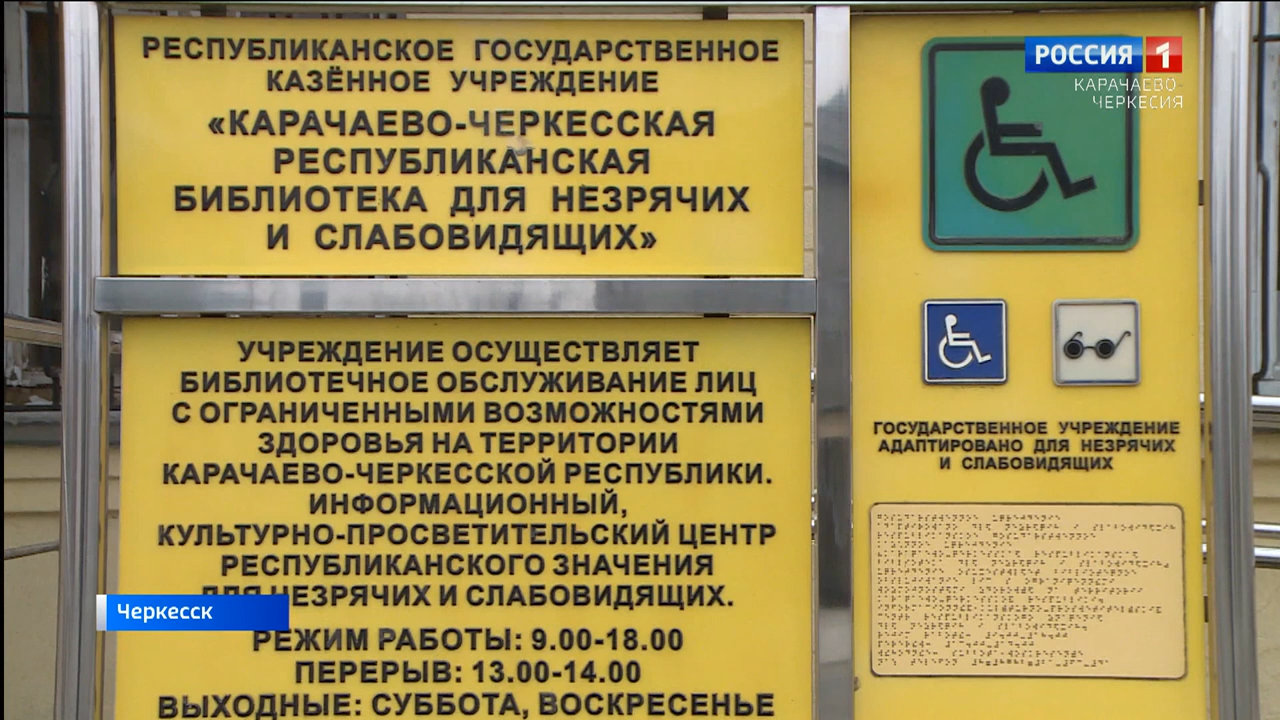 РЕСПУБЛИКАНСКОЕ ГОСУДАРСТВЕННОЕ
КАЗЁННОЕ УЧРЕЖДЕНИЕ
«КАРАЧАЕВО-ЧЕРКЕССКАЯ
РЕСПУБЛИКАНСКАЯ
БИБЛИОТЕКА ДЛЯ НЕЗРЯЧИХ
И СЛАБОВИДЯЩИХ»
УЧРЕЖДЕНИЕ ОСУЩЕСТВЛЯЕТ
БИБЛИОТЕЧНОЕ ОБСЛУЖИВАНИЕ ЛИЦ
С ОГРАНИЧЕННЫМИ ВОЗМОЖНОСТЯМИ
ЗДОРОВЬЯ НА ТЕРРИТОРИИ
КАРАЧАЕВО-ЧЕРКЕССКОЙ РЕСПУБЛИКИ.
ИНФОРМАЦИОННЫЙ,
КУЛЬТУРНО-ПРОСВЕТИТЕЛЬСКИЙ ЦЕНТР
РЕСПУБЛИКАНСКОГО ЗНАЧЕНИЯ
ДЛЯ НЕЗРЯЧИХ И СЛАБОВИДЯЩИХ.
РЕЖИМ РАБОТЫ: 9.00-18.00
ПЕРЕРЫВ: 13.00-14.00
ВЫХОДНЫЕ: СУББОТА, ВОСКРЕСЕНЬЕ
Черкесск
РОССИЯ 1
КАРАЧАЕВО-
ЧЕРКЕСИЯ
ГОСУДАРСТВЕННОЕ УЧРЕЖДЕНИЕ
АДАПТИРОВАНО ДЛЯ НЕЗРЯЧИХ
И СЛАБОВИДЯЩИХ